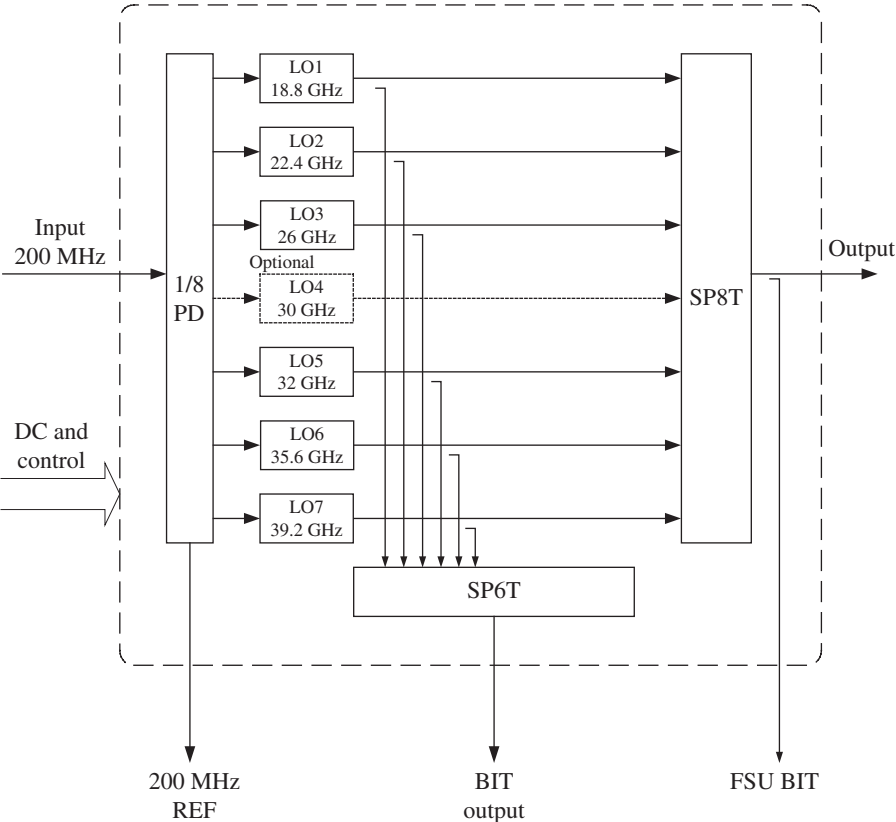 LO1
18.8 GHz
LO2
22.4 GHz
Input
200 MHz
LO3
26 GHz
Output
Optional
1/8
PD
LO4
30 GHz
SP8T
LO5
32 GHz
DC and
control
LO6
35.6 GHz
LO7
39.2 GHz
SP6T
200 MHz
REF
BIT
output
FSU BIT